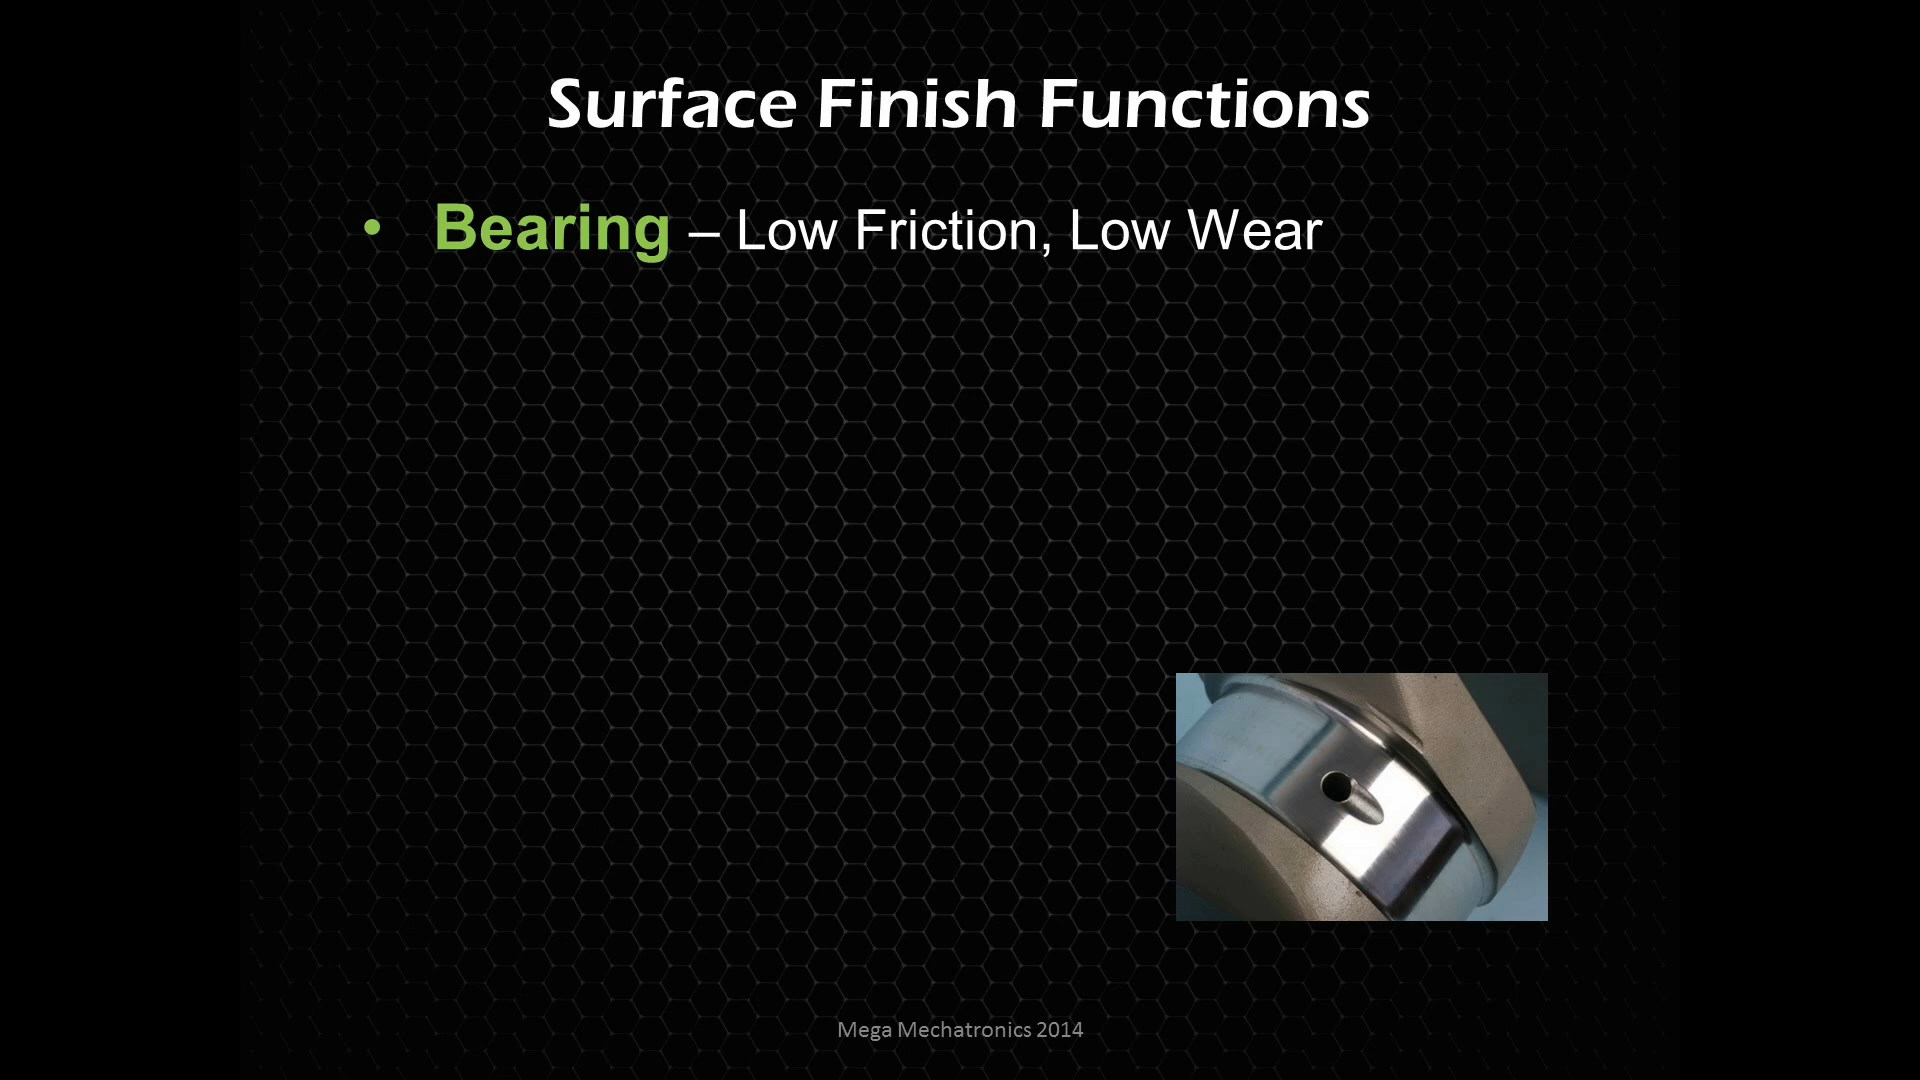 Surface Finish Functions
• Bearing – Low Friction, Low Wear
Mega Mechatronics 2014